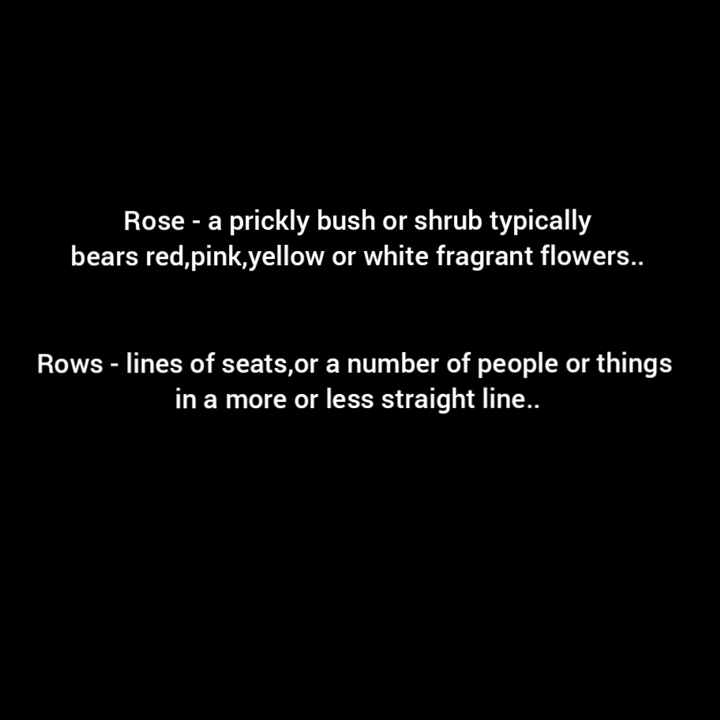 Rose - a prickly bush or shrub typically
bears red,pink,yellow or white fragrant flowers..
Rows - lines of seats,or a number of people or things
in a more or less straight line..